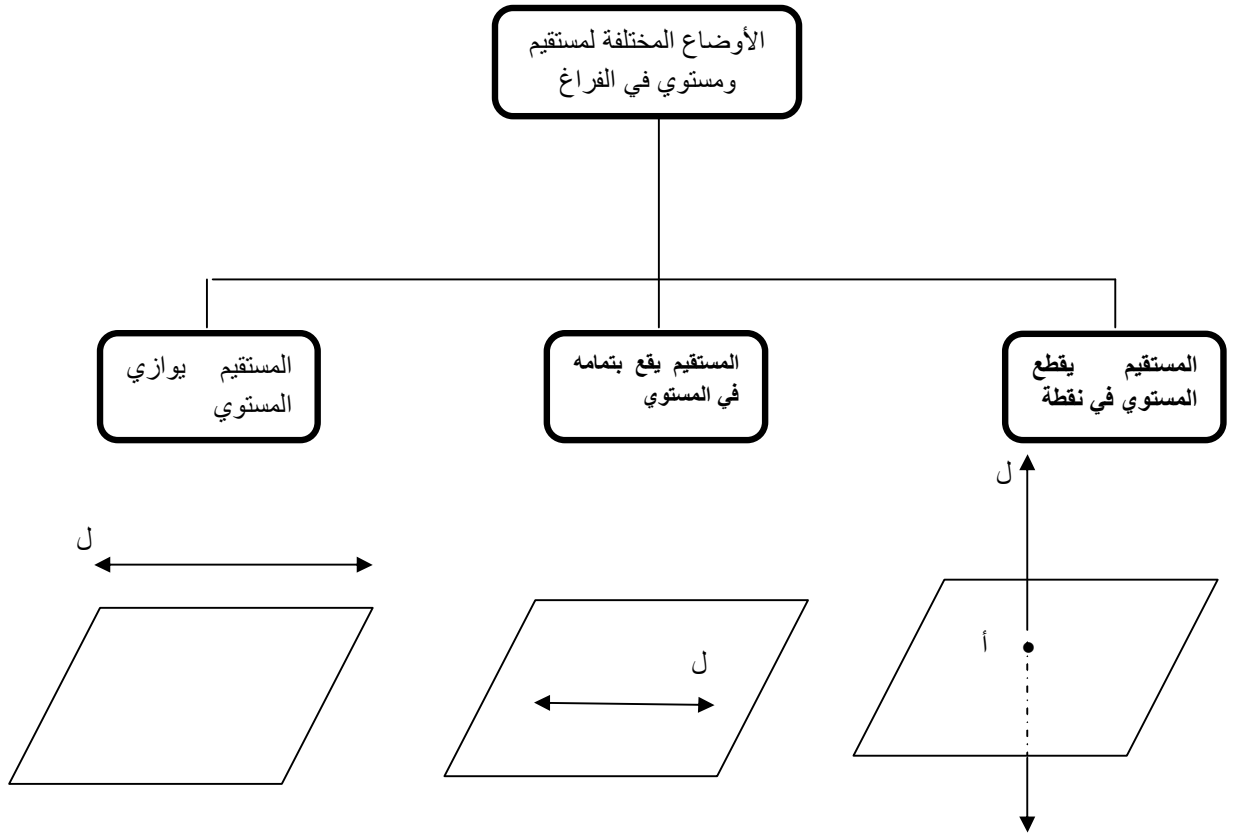 الأوضاع المختلفة لمستقيم
ومستوي في الفراغ
المستقيم يقطع
المستوي في نقطة
المستقيم يقع بتمامه
في المستوي
المستقيم يوازي
المستوي
ل
أ
ل
ل